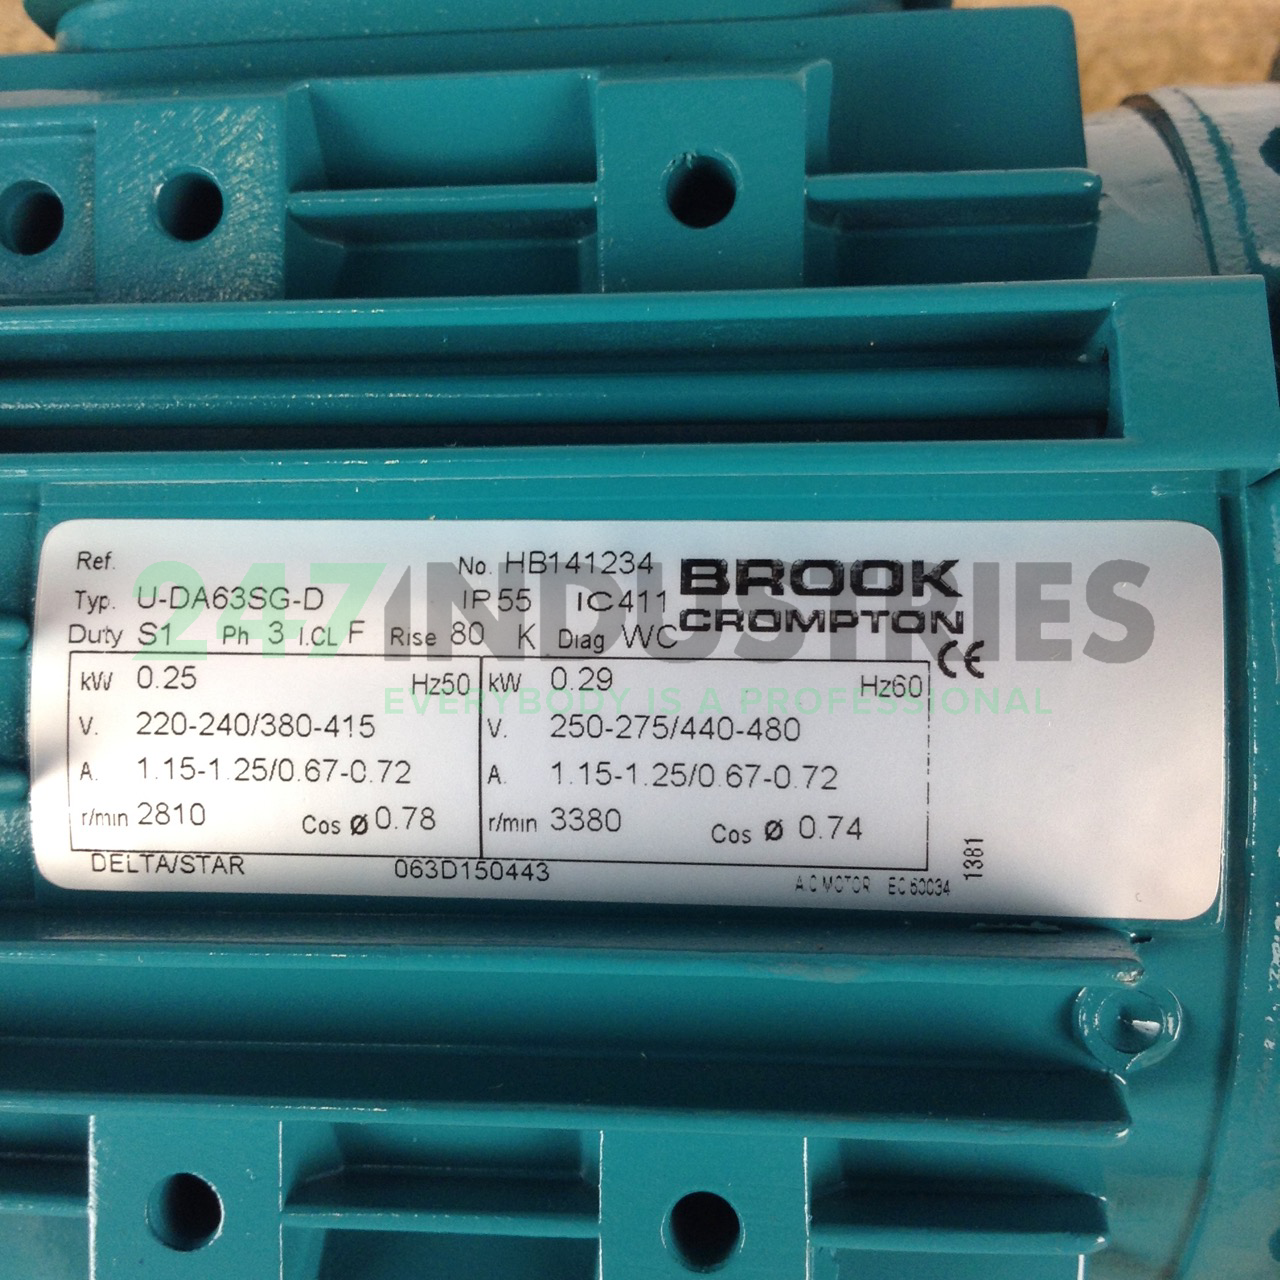 Ref. No. HB141234 BROOK
Typ. U-DA63SG-D IP55 IC411 CROMPTON
Duty S1 Ph 3 I.CL F Rise 80 K Diag WC CE
kW 0.25 Hz50 kW 0.29 Hz60
V. 220-240/380-415 V. 250-275/440-480
A. 1.15-1.25/0.67-0.72 A. 1.15-1.25/0.67-0.72
r/min 2810 Cos Ø 0.78 r/min 3380 Cos Ø 0.74
DELTA/STAR 063D150443 A.C MOTOR IEC 60034 1381
247INDUSTRIES
EVERYBODY IS A PROFESSIONAL